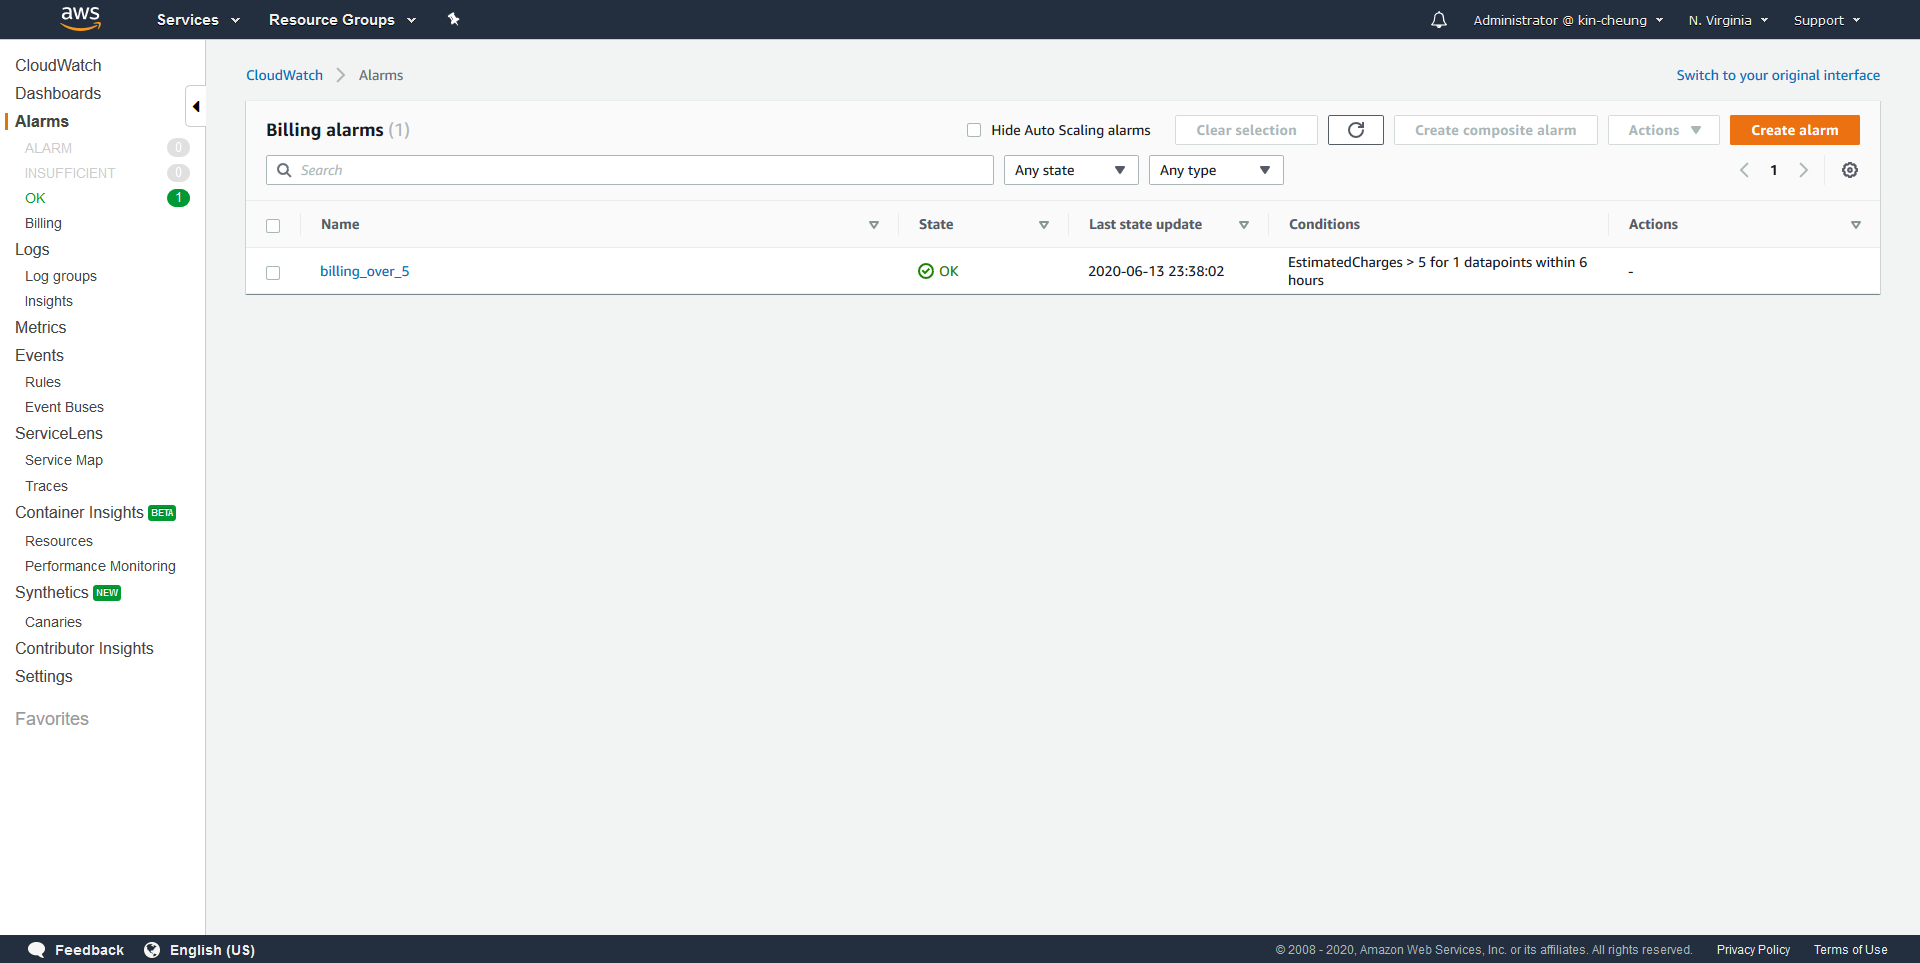 aws
Services
Resource Groups
Administrator @ kin-cheung
N. Virginia
Support
CloudWatch
Dashboards
Alarms
ALARM 0
INSUFFICIENT 0
OK 1
Billing
Logs
Log groups
Insights
Metrics
Events
Rules
Event Buses
ServiceLens
Service Map
Traces
Container Insights BETA
Resources
Performance Monitoring
Synthetics NEW
Canaries
Contributor Insights
Settings
Favorites
CloudWatch Alarms
Switch to your original interface
Billing alarms (1)
Hide Auto Scaling alarms
Clear selection
Create composite alarm
Actions
Create alarm
Search
Any state
Any type
1
Name State Last state update Conditions Actions
billing_over_5 OK 2020-06-13 23:38:02 EstimatedCharges > 5 for 1 datapoints within 6 -
hours
Feedback
English (US)
© 2008 - 2020, Amazon Web Services, Inc. or its affiliates. All rights reserved.
Privacy Policy
Terms of Use